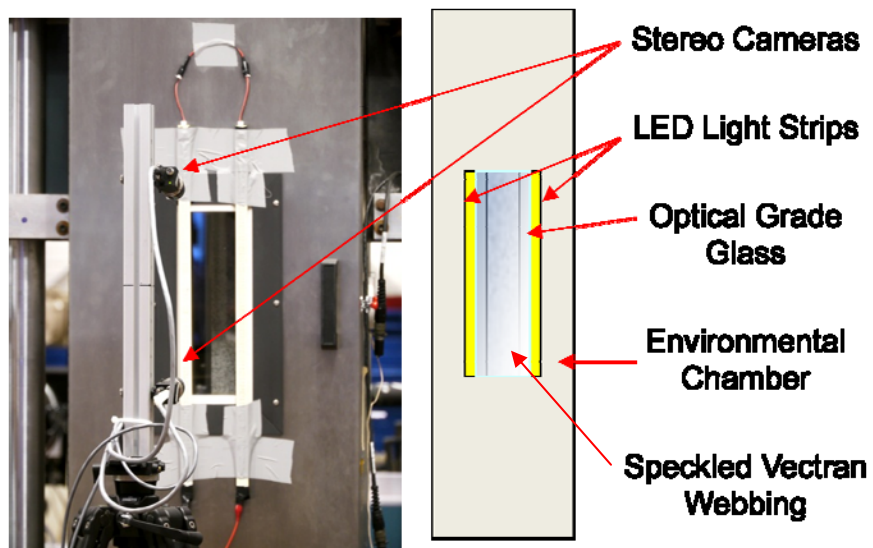 Stereo Cameras
LED Light Strips
Optical Grade
Glass
Environmental
Chamber
Speckled Vectran
Webbing